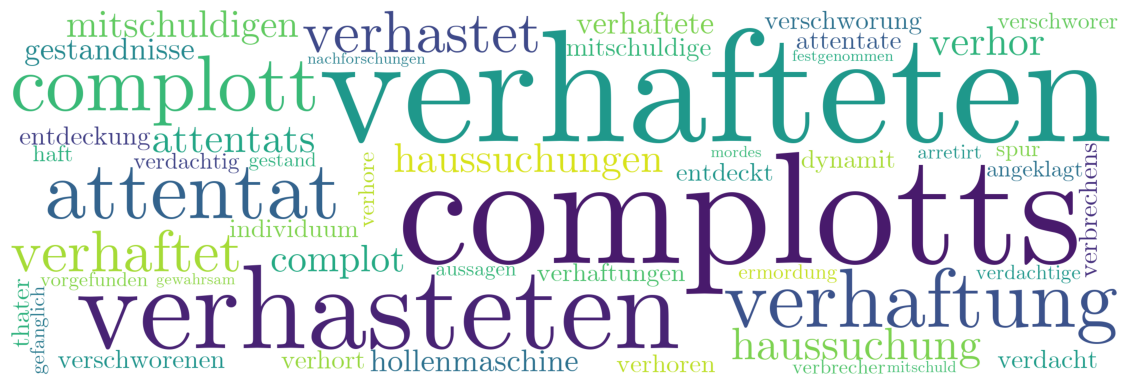 mitschuldigen
verhastet
verhaftete
verschworung
verschworer
gestandnisse
nachforschungen
mitschuldige
attentate
festgenommen
verhor
complott
verhafteten
entdeckung
attentats
haft
verdachtig
gestand
verhore
haussuchungen
mordes
entdeckt
dynamit
arretirt
spur
angeklagt
verbrechens
attentat
complotts
individuum
verhaftet
complot
aussagen
verhaftungen
ermordung
verdachtige
vorgefunden
gewahrsam
thater
gefanglich
verhasteten
verhaftung
haussuchung
verschworenen
verhort
hollenmaschine
verhoren
verbrecher
mitschuld
verdacht